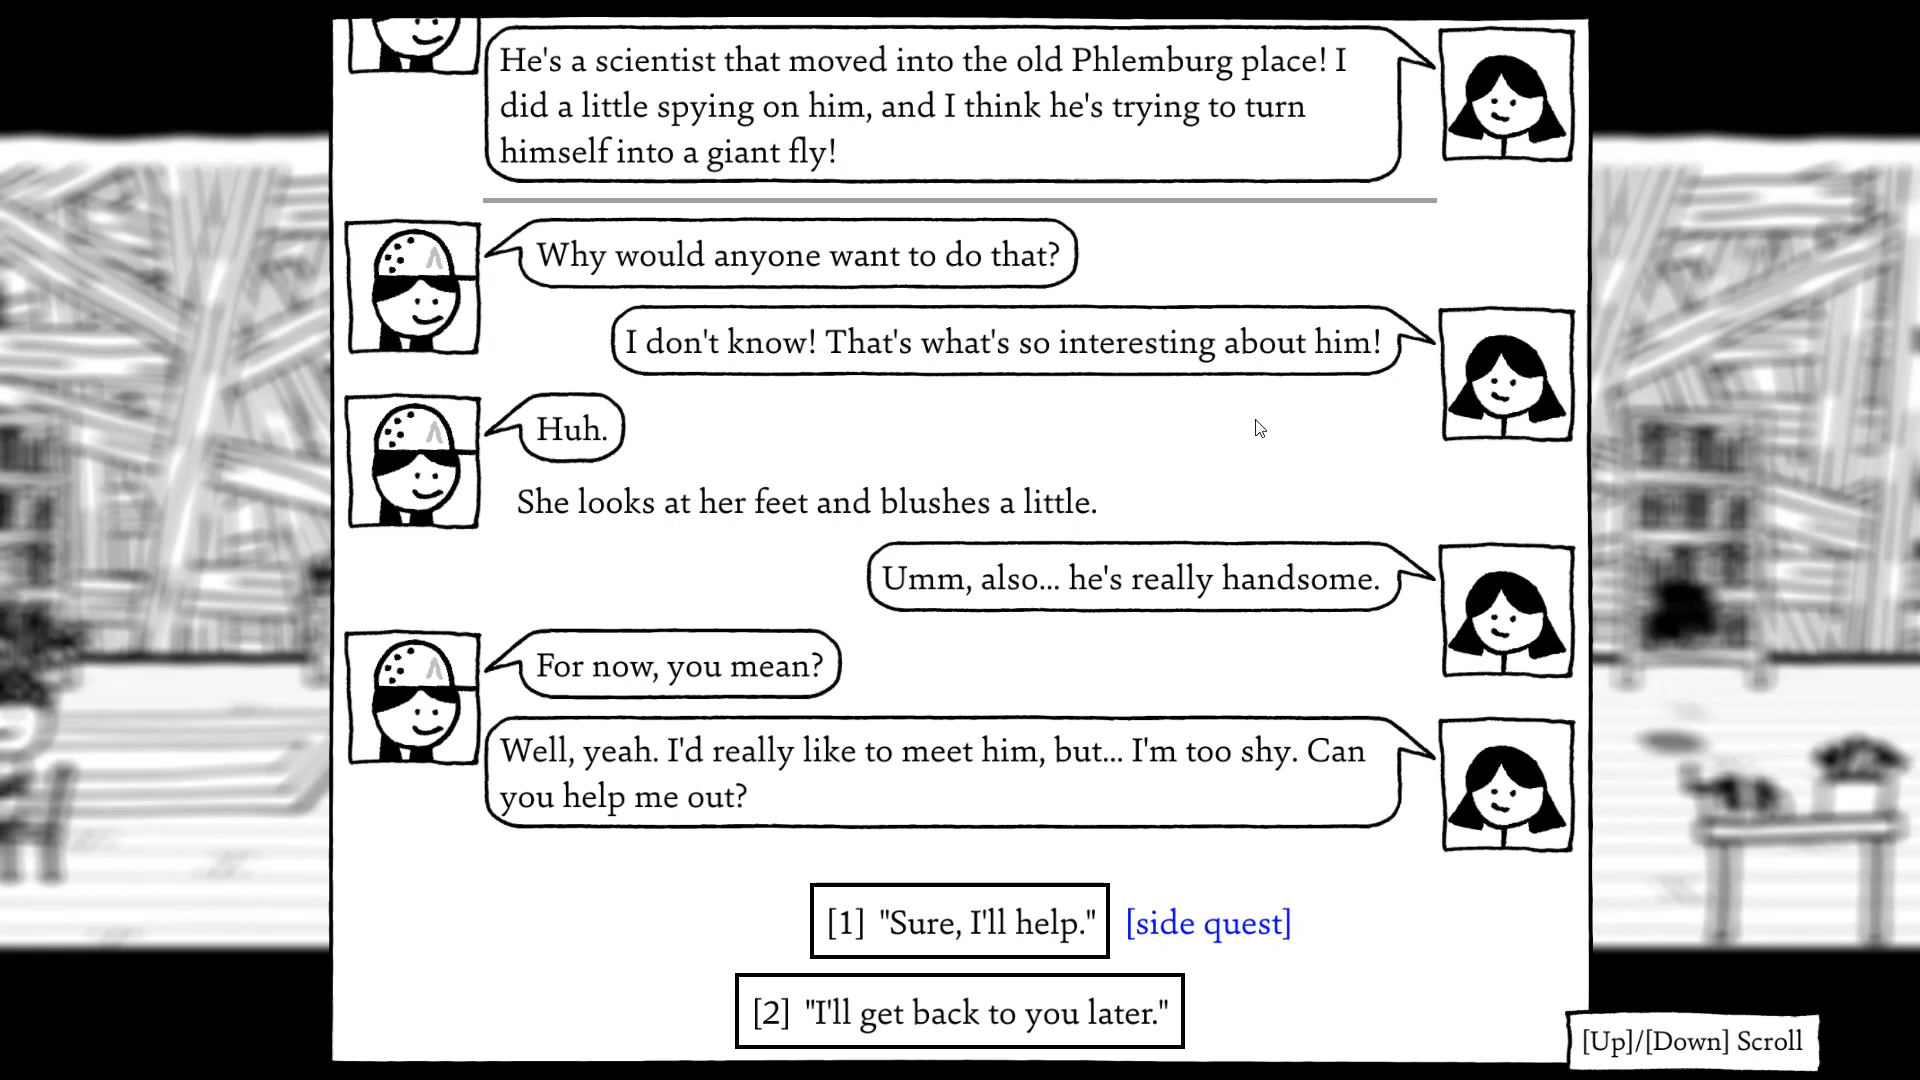 He's a scientist that moved into the old Phlemburg place! I
did a little spying on him, and I think he's trying to turn
himself into a giant fly!
Why would anyone want to do that?
I don't know! That's what's so interesting about him!
Huh.
She looks at her feet and blushes a little.
Umm, also... he's really handsome.
For now, you mean?
Well, yeah. I'd really like to meet him, but... I'm too shy. Can
you help me out?
[1] "Sure, I'll help." [side quest]
[2] "I'll get back to you later."
[Up]/[Down] Scroll